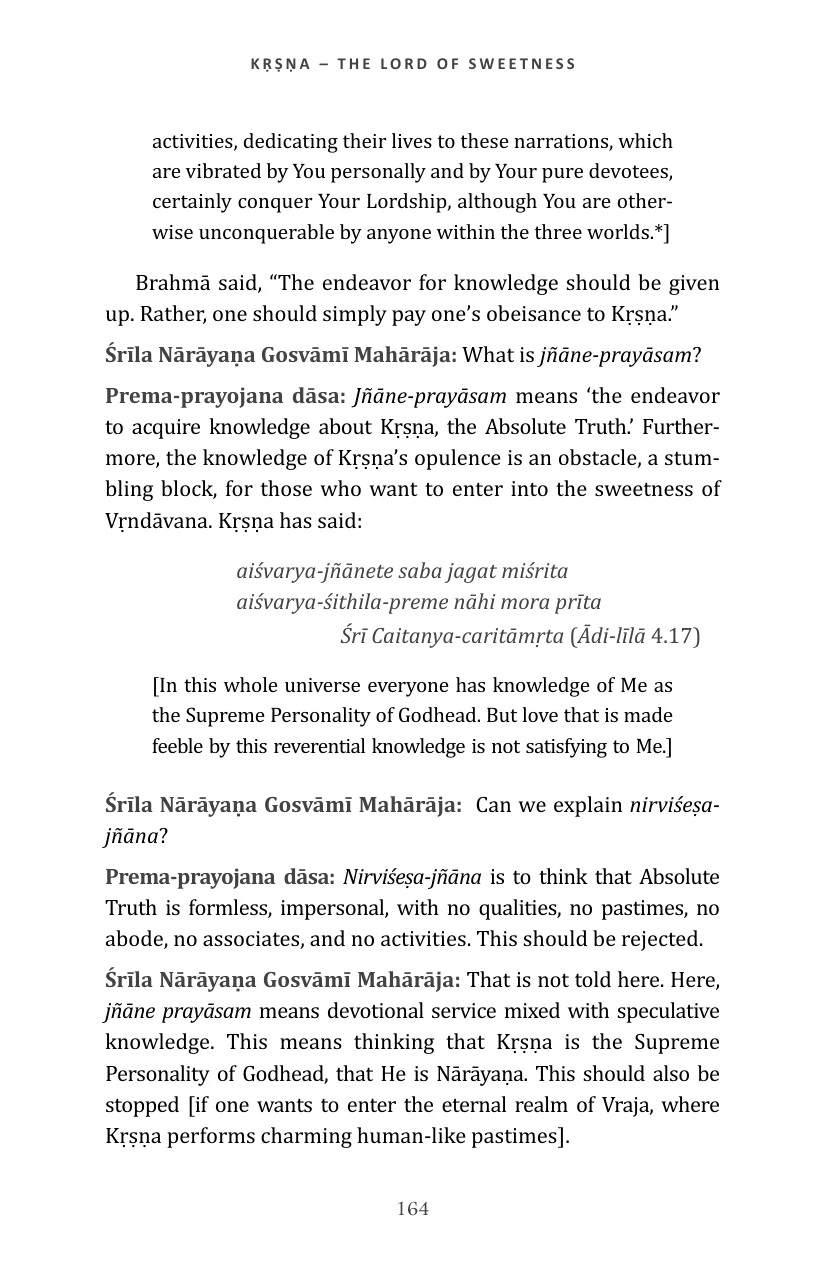 KṚṢṆA – THE LORD OF SWEETNESS
activities, dedicating their lives to these narrations, which
are vibrated by You personally and by Your pure devotees,
certainly conquer Your Lordship, although You are other-
wise unconquerable by anyone within the three worlds.*]
Brahmā said, “The endeavor for knowledge should be given
up. Rather, one should simply pay one’s obeisance to Kṛṣṇa.”
Śrīla Nārāyaṇa Gosvāmī Mahārāja: What is jñāne-prayāsam?
Prema-prayojana dāsa: Jñāne-prayāsam means ‘the endeavor
to acquire knowledge about Kṛṣṇa, the Absolute Truth.’ Further-
more, the knowledge of Kṛṣṇa’s opulence is an obstacle, a stum-
bling block, for those who want to enter into the sweetness of
Vṛndāvana. Kṛṣṇa has said:
aiśvarya-jñānete saba jagat miśrita
aiśvarya-śithila-preme nāhi mora prīta
Śrī Caitanya-caritāmṛta (Ādi-līlā 4.17)
[In this whole universe everyone has knowledge of Me as
the Supreme Personality of Godhead. But love that is made
feeble by this reverential knowledge is not satisfying to Me.]
Śrīla Nārāyaṇa Gosvāmī Mahārāja: Can we explain nirviśeṣa-
jñāna?
Prema-prayojana dāsa: Nirviśeṣa-jñāna is to think that Absolute
Truth is formless, impersonal, with no qualities, no pastimes, no
abode, no associates, and no activities. This should be rejected.
Śrīla Nārāyaṇa Gosvāmī Mahārāja: That is not told here. Here,
jñāne prayāsam means devotional service mixed with speculative
knowledge. This means thinking that Kṛṣṇa is the Supreme
Personality of Godhead, that He is Nārāyaṇa. This should also be
stopped [if one wants to enter the eternal realm of Vraja, where
Kṛṣṇa performs charming human-like pastimes].
164